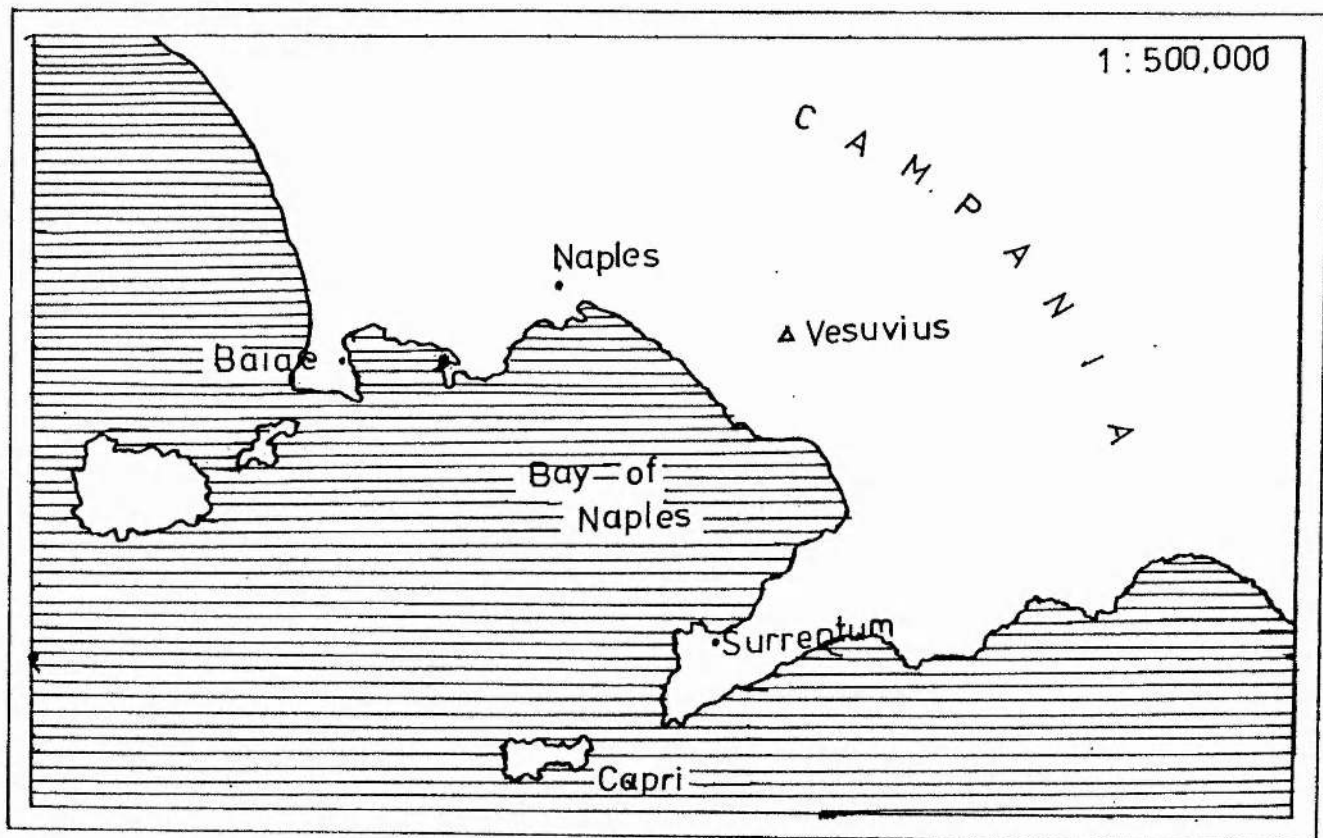 1 : 500,000
CAMPANIA
Naples
Vesuvius
Baiae
Bay of
Naples
Surrentum
Capri